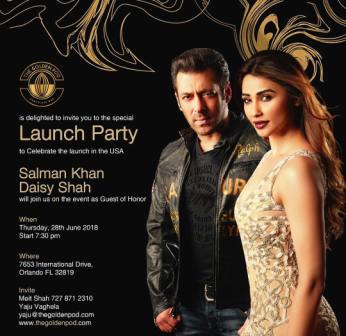 THE GOLDEN POD
is delighted to invite you to the special
Launch Party
to Celebrate the launch in the USA
Salman Khan
Daisy Shah
will join us on the event as Guest of Honor
When
Thursday, 28th June 2018
Start 7:30 pm
Where
7653 International Drive,
Orlando FL 32819
Invite
Meit Shah 727 871 2310
Yaju Vaghela
yaju@thegoldenpod.com
www.thegoldenpod.com
Ralph